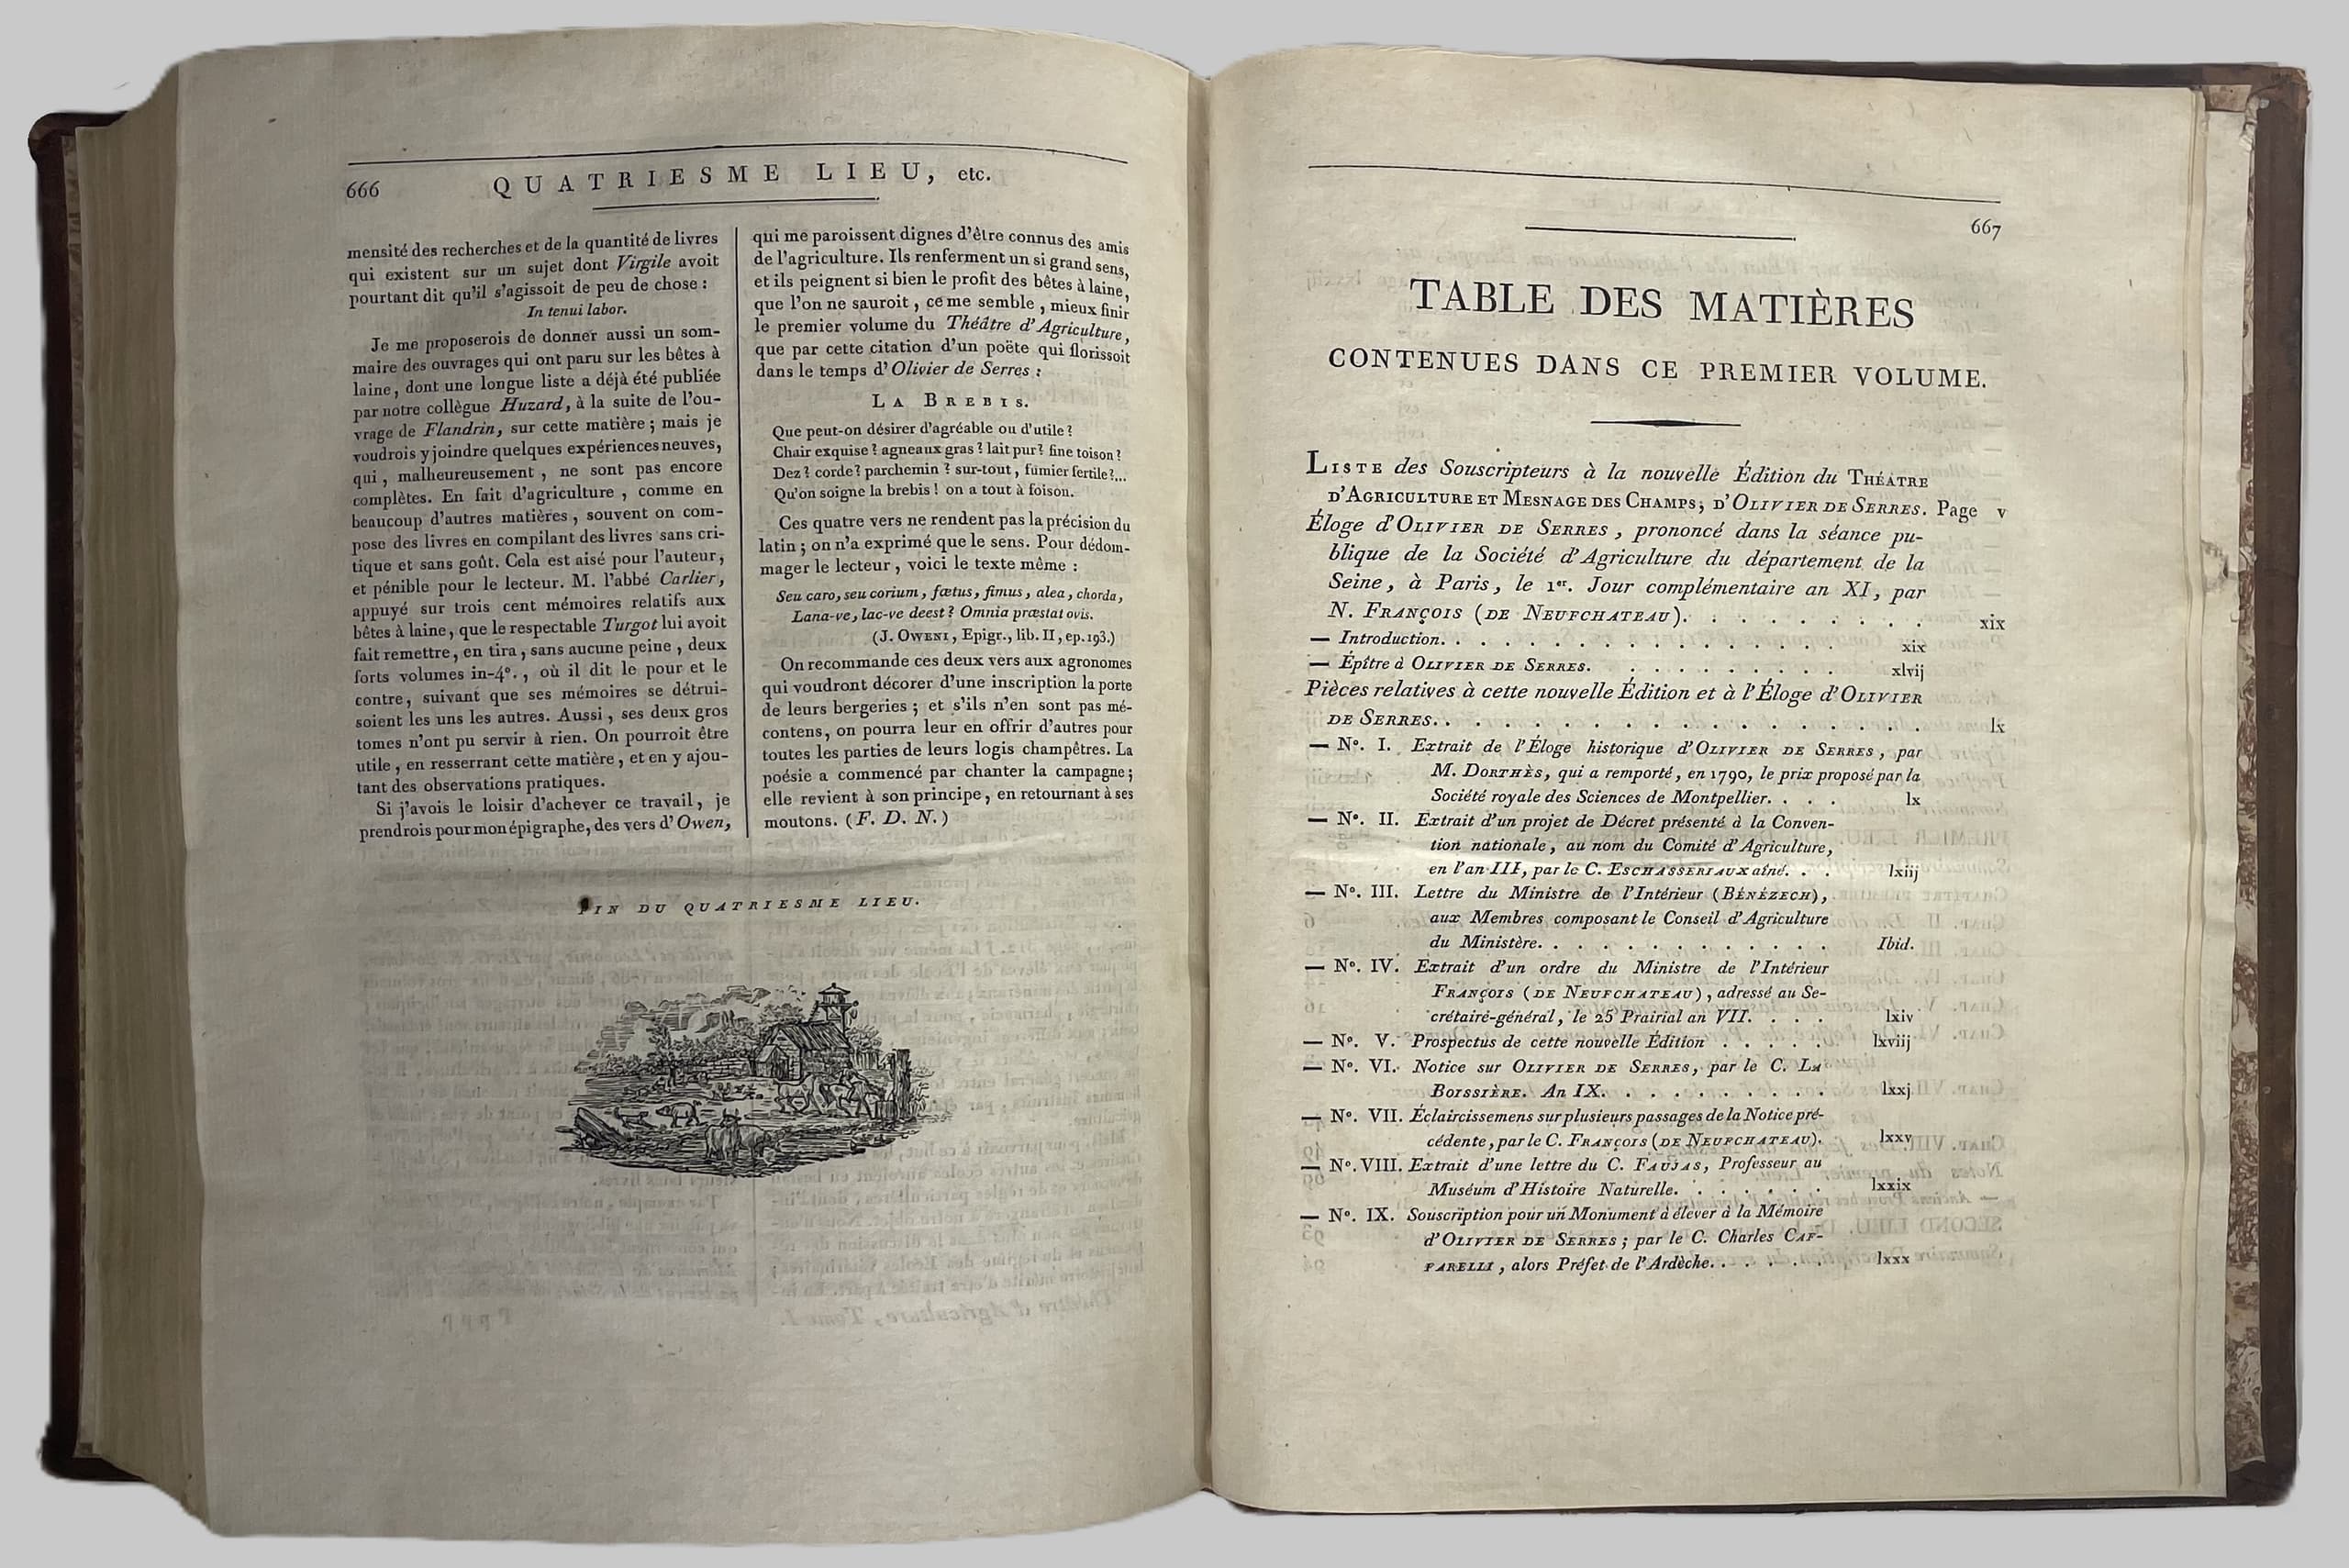 666
QUATRIESME LIEU, etc.
mensité des recherches et de la quantité de livres
qui existent sur un sujet dont Virgile avoit
pourtant dit qu'il s'agissoit de peu de chose :
In tenui labor.
Je me proposerois de donner aussi un som-
maire des ouvrages qui ont paru sur les bêtes à
laine, dont une longue liste a déjà été publiée
par notre collègue Huzard, à la suite de l'ou-
vrage de Flandrin, sur cette matière ; mais je
voudrois y joindre quelques expériences neuves,
qui, malheureusement, ne sont pas encore
complètes. En fait d'agriculture, comme en
beaucoup d'autres matières, souvent on com-
pose des livres en compilant des livres sans cri-
tique et sans goût. Cela est aisé pour l'auteur,
et pénible pour le lecteur. M. l'abbé Carlier,
appuyé sur trois cent mémoires relatifs aux
bêtes à laine, que le respectable Turgot lui avoit
fait remettre, en tira, sans aucune peine, deux
forts volumes in-4°., où il dit le pour et le
contre, suivant que ses mémoires se détrui-
soient les uns les autres. Aussi, ses deux gros
tomes n'ont pu servir à rien. On pourroit être
utile, en resserrant cette matière, et en y ajou-
tant des observations pratiques.
Si j'avois le loisir d'achever ce travail, je
prendrois pour mon épigraphe, des vers d'Owen,
qui me paroissent dignes d'être connus des amis
de l'agriculture. Ils renferment un si grand sens,
et ils peignent si bien le profit des bêtes à laine,
que l'on ne sauroit, ce me semble, mieux finir
le premier volume du Théâtre d'Agriculture,
que par cette citation d'un poëte qui florissoit
dans le temps d'Olivier de Serres :
LA BREBIS.
Que peut-on désirer d'agréable ou d'utile ?
Chair exquise ? agneaux gras ? lait pur ? fine toison ?
Dez ? corde ? parchemin ? sur-tout, fumier fertile ?...
Qu'on soigne la brebis ! on a tout à foison.
Ces quatre vers ne rendent pas la précision du
latin ; on n'a exprimé que le sens. Pour dédom-
mager le lecteur, voici le texte même :
Seu caro, seu corium, fœtus, fimus, alea, chorda,
Lana-ve, lac-ve deest ? Omnia præstat ovis.
(J. OWENI, Epigr., lib. II, ep. 193.)
On recommande ces deux vers aux agronomes
qui voudront décorer d'une inscription la porte
de leurs bergeries ; et s'ils n'en sont pas mé-
contens, on pourra leur en offrir d'autres pour
toutes les parties de leurs logis champêtres. La
poésie a commencé par chanter la campagne ;
elle revient à son principe, en retournant à ses
moutons. (F. D. N.)
FIN DU QUATRIESME LIEU.
667
TABLE DES MATIÈRES
CONTENUES DANS CE PREMIER VOLUME.
LISTE des Souscripteurs à la nouvelle Édition du THÉATRE
D'AGRICULTURE ET MESNAGE DES CHAMPS, D'OLIVIER DE SERRES. Page v
Éloge d'OLIVIER DE SERRES, prononcé dans la séance pu-
blique de la Société d'Agriculture du département de la
Seine, à Paris, le 1er. Jour complémentaire an XI, par
N. FRANÇOIS (DE NEUFCHATEAU). . . . . . . . . xix
— Introduction. . . . . . . . . . . . . . . . xix
— Épître à OLIVIER DE SERRES. . . . . . . . . . xlvij
Pièces relatives à cette nouvelle Édition et à l'Éloge d'OLIVIER
DE SERRES. . . . . . . . . . . . . . . . . lx
— N°. I. Extrait de l'Éloge historique d'OLIVIER DE SERRES, par
M. DORTHÈS, qui a remporté, en 1790, le prix proposé par la
Société royale des Sciences de Montpellier. . . . lx
— N°. II. Extrait d'un projet de Décret présenté à la Conven-
tion nationale, au nom du Comité d'Agriculture,
en l'an III, par le C. ESCHASSERIAUX aîné. . . lxiij
— N°. III. Lettre du Ministre de l'Intérieur (BÉNÉZECH),
aux Membres composant le Conseil d'Agriculture
du Ministère. . . . . . . . . . . . Ibid.
— N°. IV. Extrait d'un ordre du Ministre de l'Intérieur
FRANÇOIS (DE NEUFCHATEAU), adressé au Se-
crétaire-général, le 25 Prairial an VII. . . . lxiv
— N°. V. Prospectus de cette nouvelle Édition . . . . . lxviij
— N°. VI. Notice sur OLIVIER DE SERRES, par le C. LA
BOISSIÈRE. An IX. . . . . . . . . . lxxj
— N°. VII. Éclaircissemens sur plusieurs passages de la Notice pré-
cédente, par le C. FRANÇOIS (DE NEUFCHATEAU). lxxv
— N°. VIII. Extrait d'une lettre du C. FAUJAS, Professeur au
Muséum d'Histoire Naturelle. . . . . . . lxxix
— N°. IX. Souscription pour un Monument à élever à la Mémoire
d'OLIVIER DE SERRES ; par le C. Charles CAF-
FARELLI, alors Préfet de l'Ardèche. . . . . . lxxx